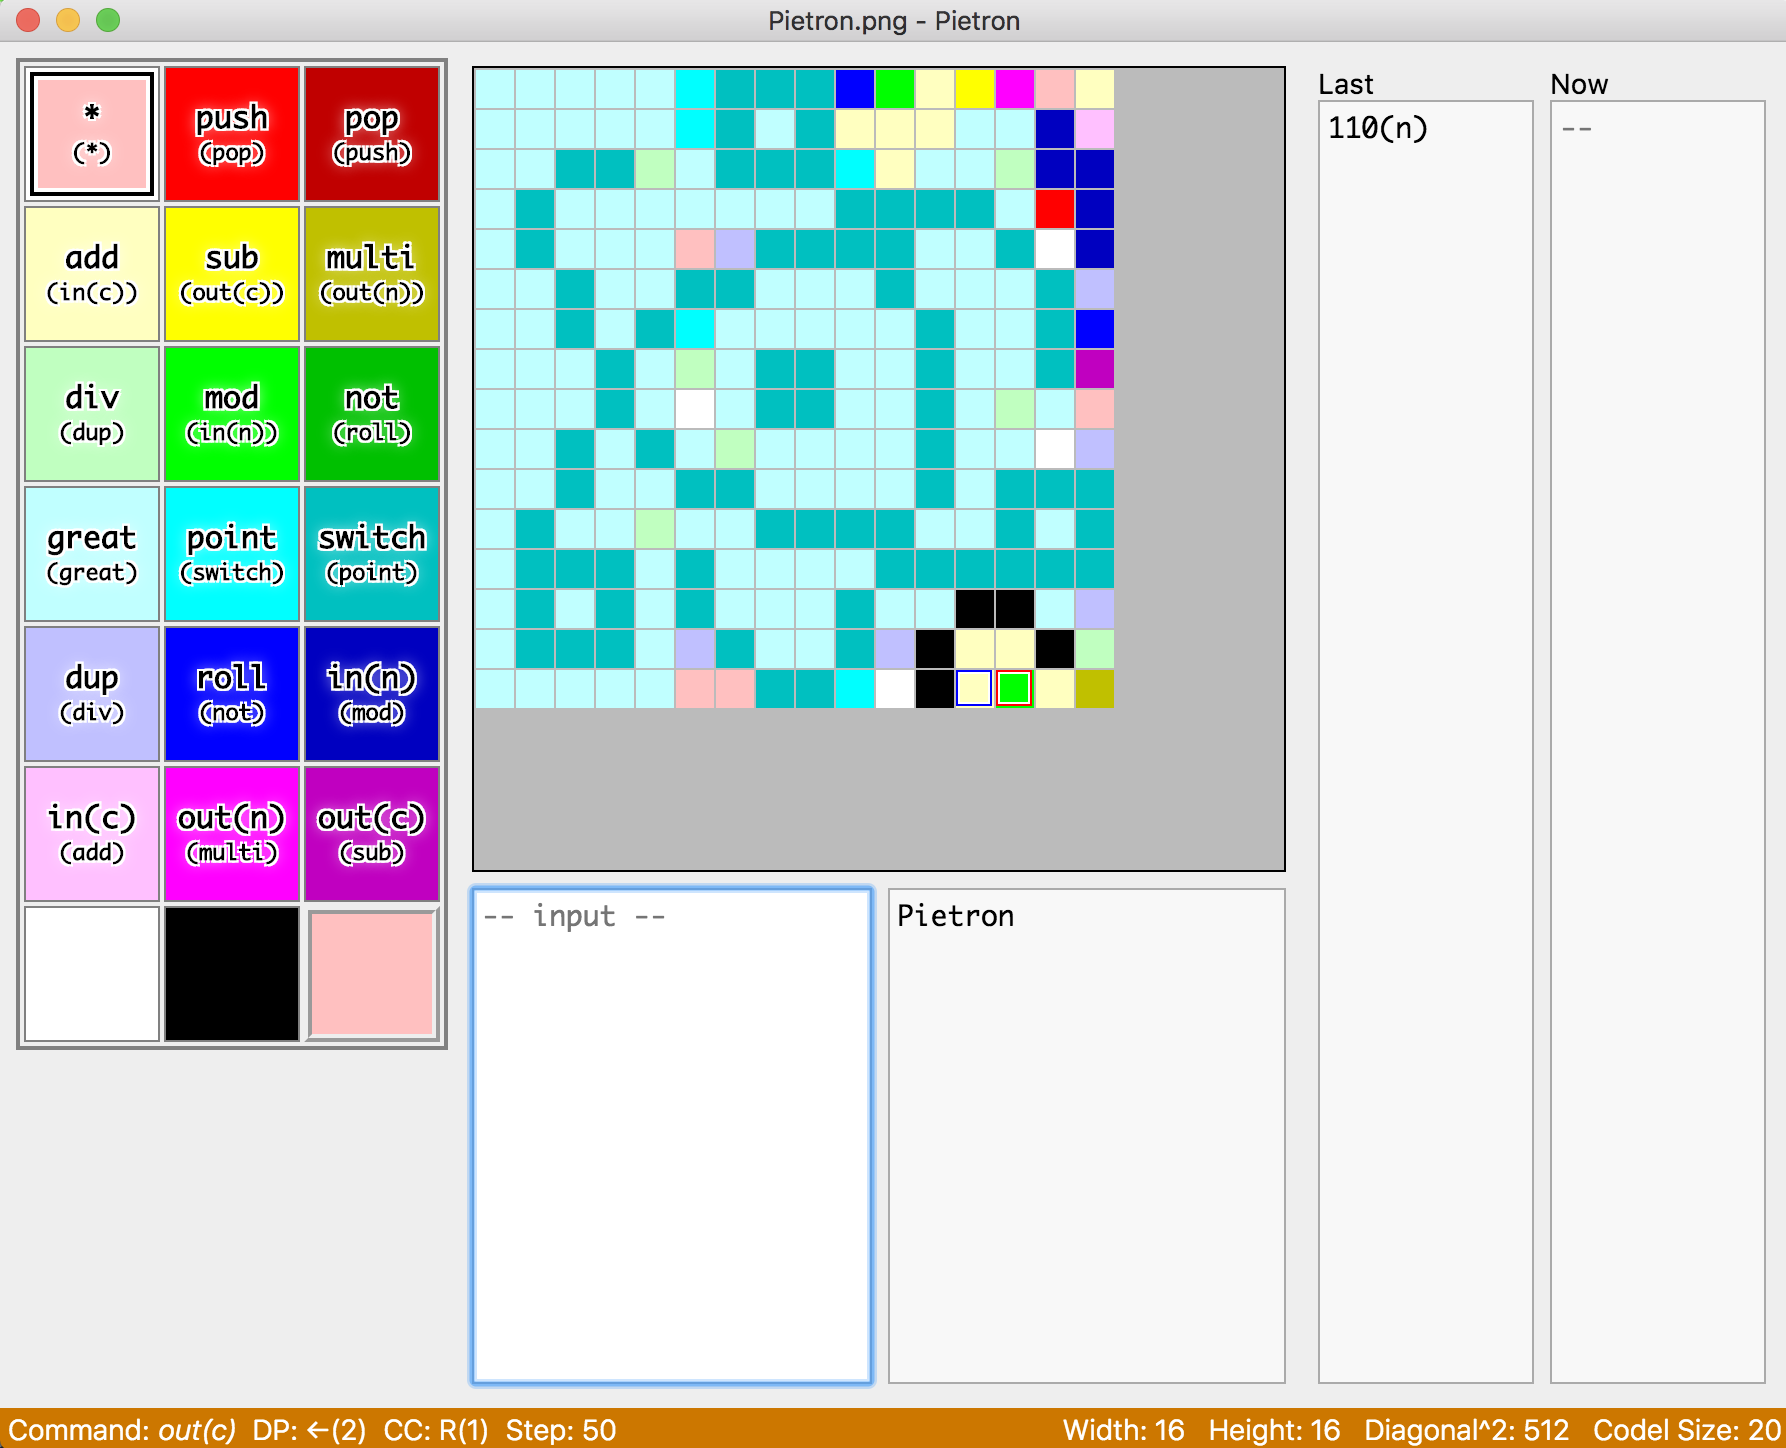 Pietron.png - Pietron
*
(*)
push
(pop)
pop
(push)
add
(in(c))
sub
(out(c))
multi
(out(n))
div
(dup)
mod
(in(n))
not
(roll)
great
(great)
point
(switch)
switch
(point)
dup
(div)
roll
(not)
in(n)
(mod)
in(c)
(add)
out(n)
(multi)
out(c)
(sub)
Last
110(n)
Now
--
-- input --
Pietron
Command: out(c) DP: ←(2) CC: R(1) Step: 50
Width: 16 Height: 16 Diagonal^2: 512 Codel Size: 20